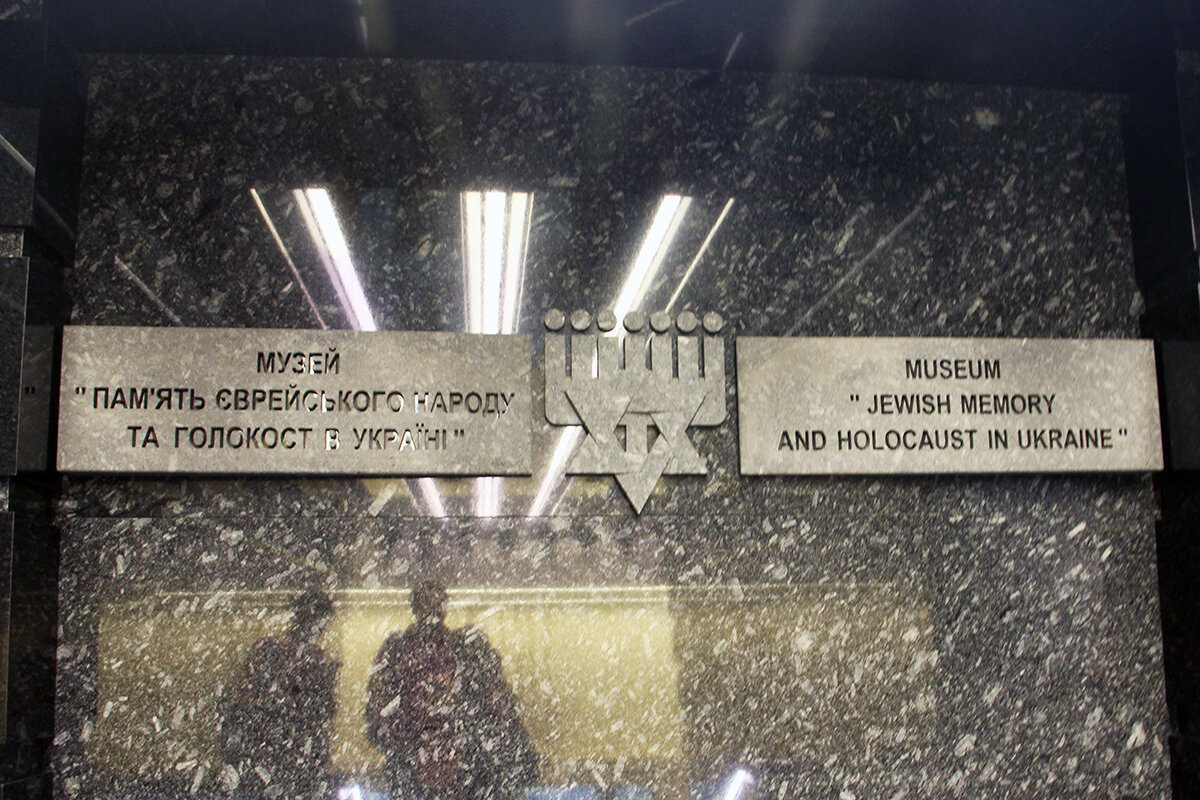 МУЗЕЙ
"ПАМ'ЯТЬ ЄВРЕЙСЬКОГО НАРОДУ
ТА ГОЛОКОСТ В УКРАЇНІ"
MUSEUM
"JEWISH MEMORY
AND HOLOCAUST IN UKRAINE"